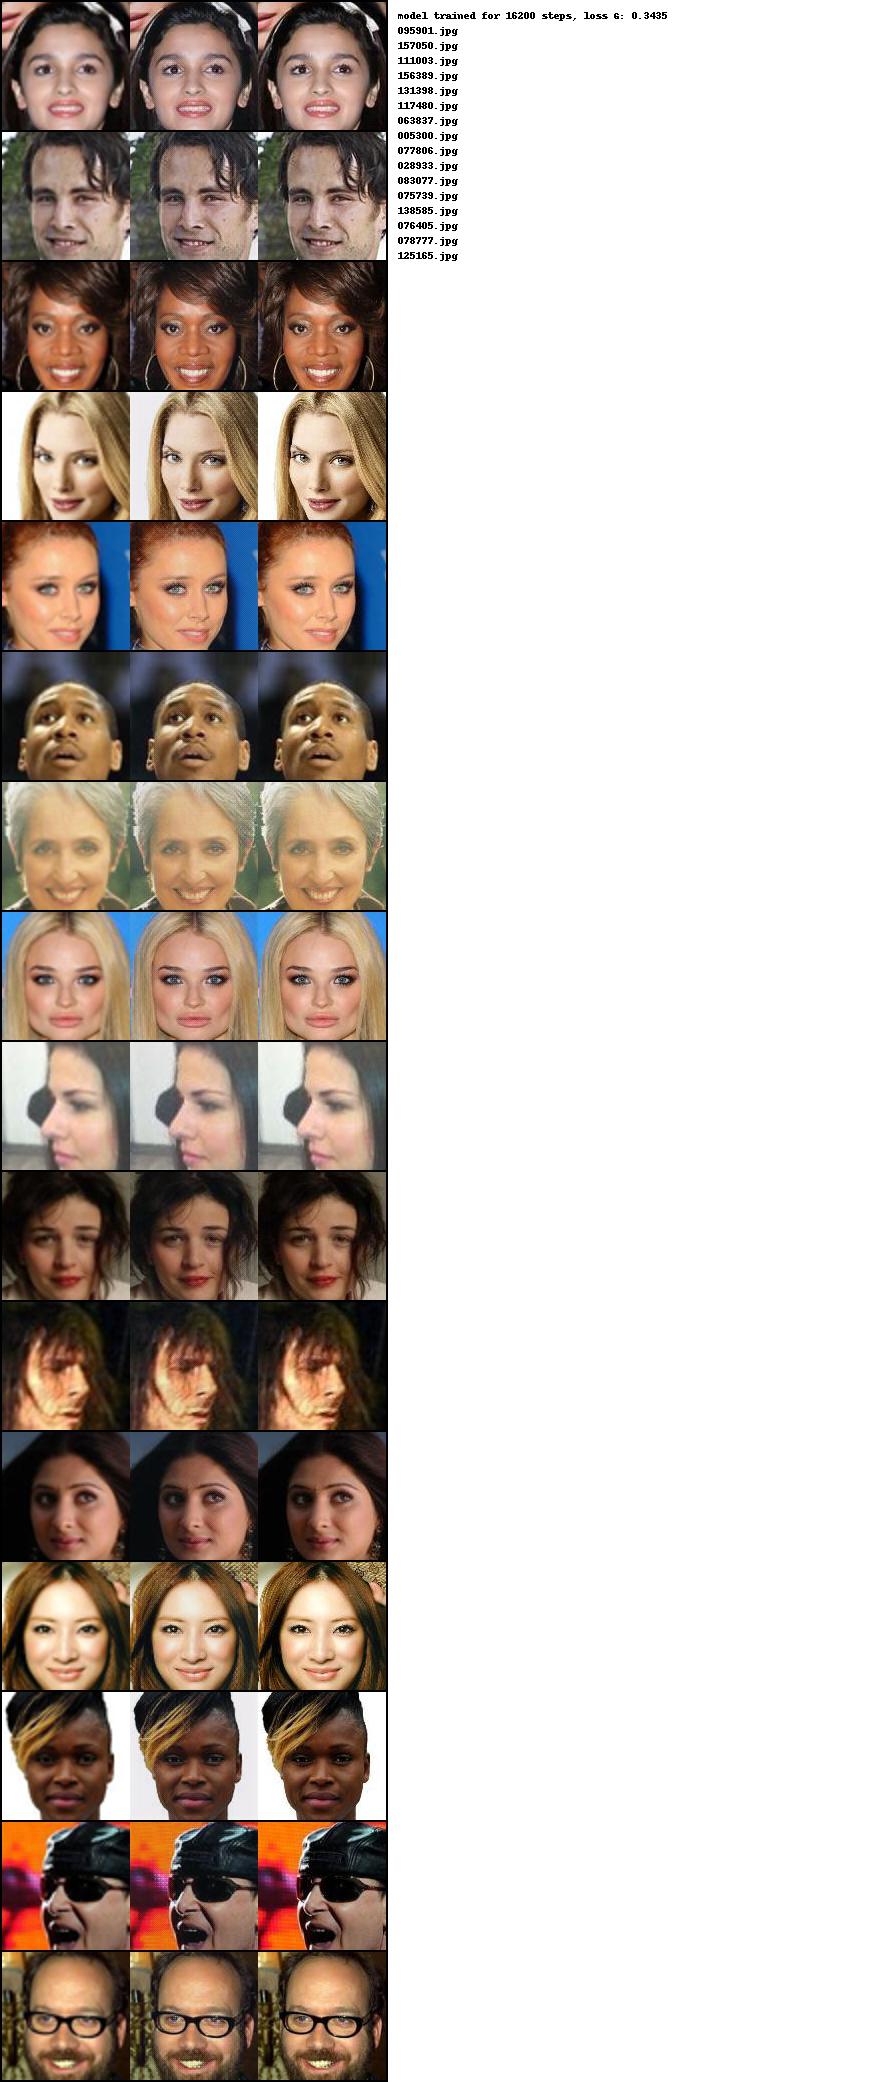 model trained for 16200 steps, loss G: 0.3435
095901.jpg
157050.jpg
111003.jpg
156389.jpg
131398.jpg
117480.jpg
063837.jpg
005300.jpg
077806.jpg
028933.jpg
083077.jpg
075739.jpg
138585.jpg
076405.jpg
078777.jpg
125165.jpg